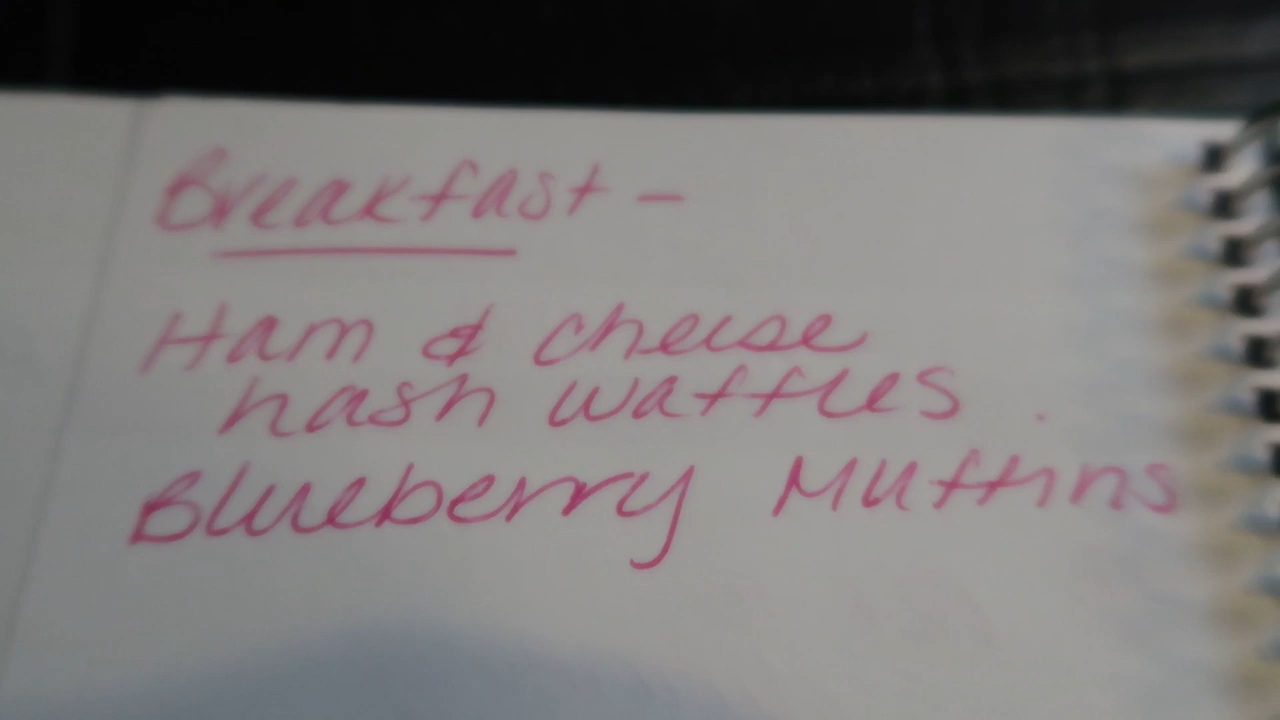 Breakfast -
Ham & cheese
hash waffles .
Blueberry Muffins